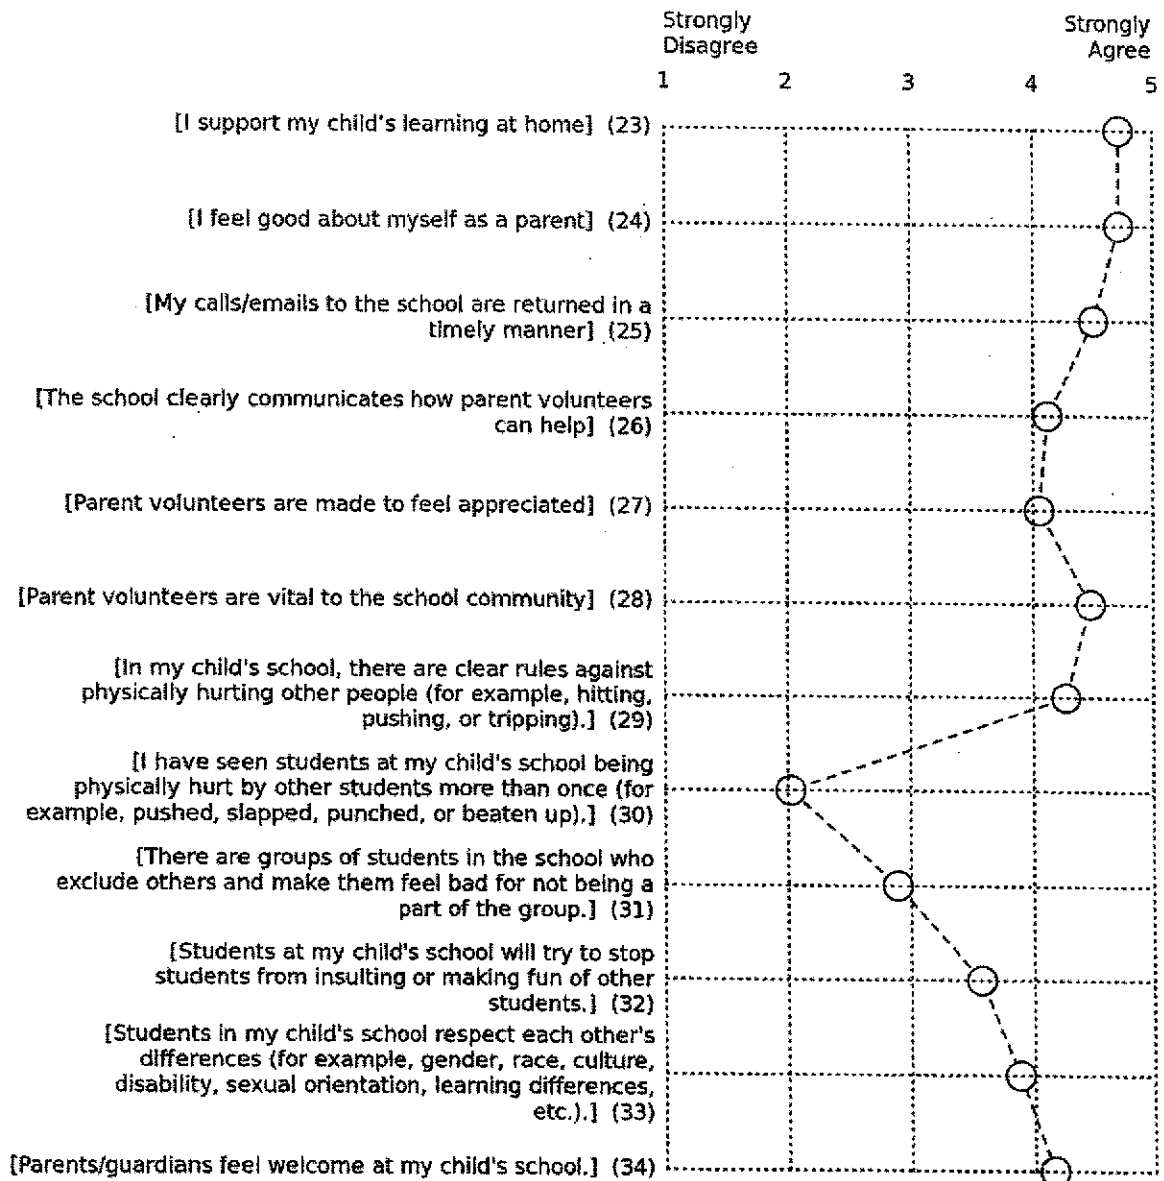 Strongly
Disagree
Strongly
Agree
1 2 3 4 5
[I support my child's learning at home] (23)
[I feel good about myself as a parent] (24)
[My calls/emails to the school are returned in a
timely manner] (25)
[The school clearly communicates how parent volunteers
can help] (26)
[Parent volunteers are made to feel appreciated] (27)
[Parent volunteers are vital to the school community] (28)
[In my child's school, there are clear rules against
physically hurting other people (for example, hitting,
pushing, or tripping).] (29)
[I have seen students at my child's school being
physically hurt by other students more than once (for
example, pushed, slapped, punched, or beaten up).] (30)
[There are groups of students in the school who
exclude others and make them feel bad for not being a
part of the group.] (31)
[Students at my child's school will try to stop
students from insulting or making fun of other
students.] (32)
[Students in my child's school respect each other's
differences (for example, gender, race, culture,
disability, sexual orientation, learning differences,
etc.).] (33)
[Parents/guardians feel welcome at my child's school.] (34)